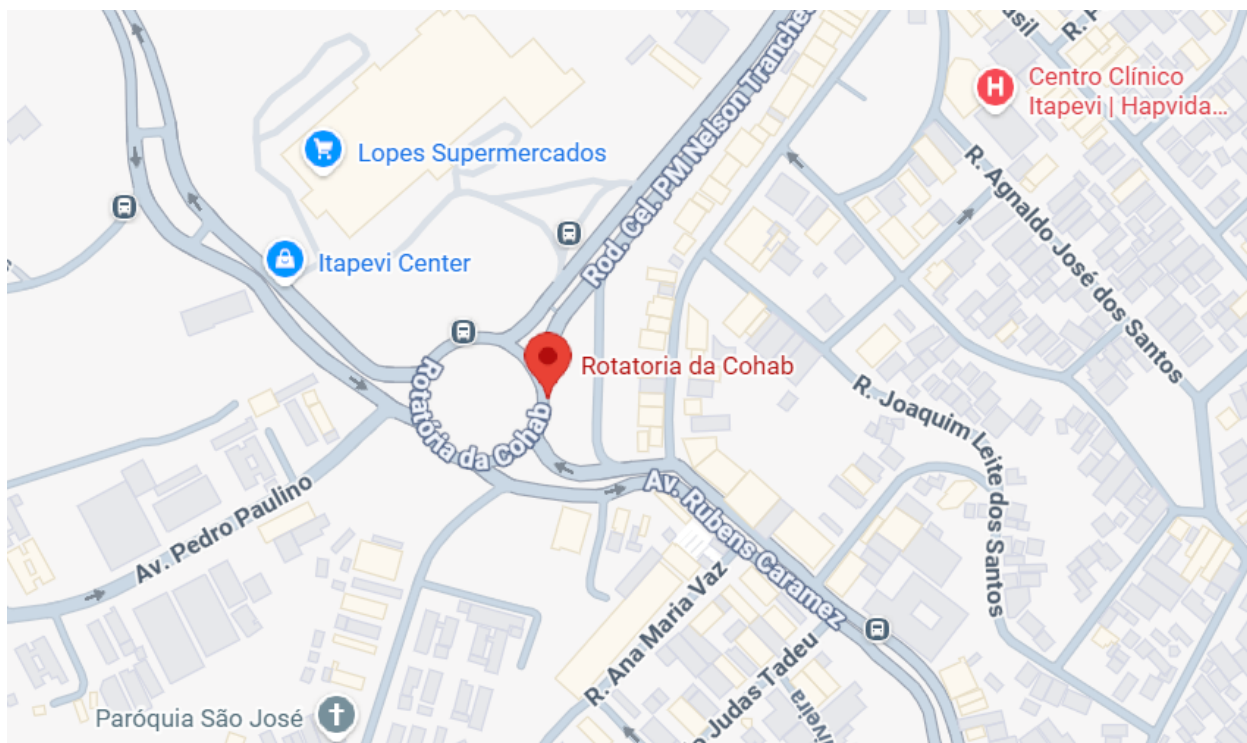 Centro Clínico
Itapevi | Hapvida...
Lopes Supermercados
Rod. Cel. PM Nelson Tranches
R. Agnaldo José dos Santos
Itapevi Center
Rotatoria da Cohab
Rotatória da Cohab
R. Joaquim Leite dos Santos
Av. Pedro Paulino
Av. Rubens Caramez
R. Ana Maria Vaz
Judas Tadeu
Paróquia São José